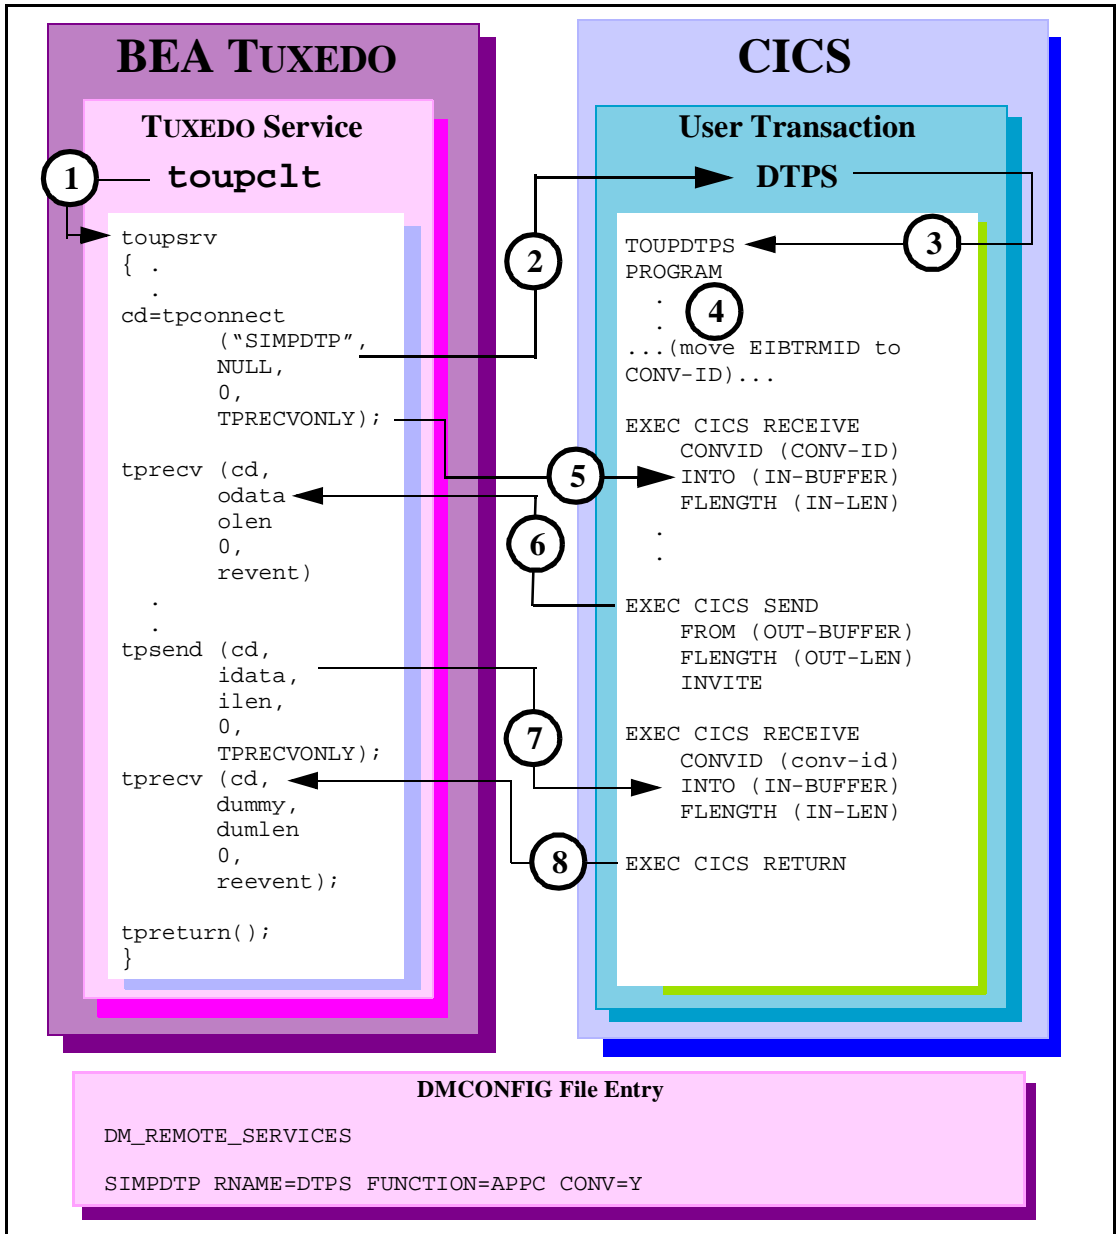 BEA TUXEDO
TUXEDO Service
1
toupclt
toupsrv
{ .
.
cd=tpconnect
(“SIMPDTP”,
NULL,
0,
TPRECVONLY);
tprecv (cd,
odata
olen
0,
revent)
.
.
tpsend (cd,
idata,
ilen,
0,
TPRECVONLY);
tprecv (cd,
dummy,
dumlen
0,
reevent);
tpreturn();
}
2
5
6
7
8
CICS
User Transaction
DTPS
3
TOUPDTPS
PROGRAM
.
4
.
...(move EIBTRMID to
CONV-ID)...
EXEC CICS RECEIVE
CONVID (CONV-ID)
INTO (IN-BUFFER)
FLENGTH (IN-LEN)
.
.
EXEC CICS SEND
FROM (OUT-BUFFER)
FLENGTH (OUT-LEN)
INVITE
EXEC CICS RECEIVE
CONVID (conv-id)
INTO (IN-BUFFER)
FLENGTH (IN-LEN)
EXEC CICS RETURN
DMCONFIG File Entry
DM_REMOTE_SERVICES
SIMPDTP RNAME=DTPS FUNCTION=APPC CONV=Y